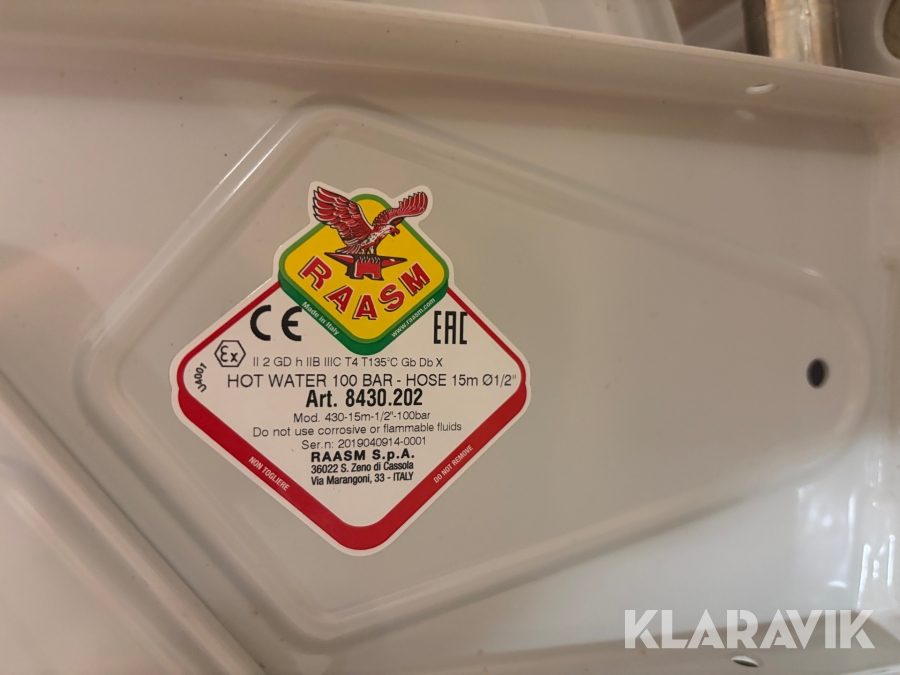 RAASM
Made in Italy
www.raasm.com
CE
EAC
Ex
II 2 GD h IIB IIIC T4 T135°C Gb Db X
UA001
HOT WATER 100 BAR - HOSE 15m Ø1/2"
Art. 8430.202
Mod. 430-15m-1/2"-100bar
Do not use corrosive or flammable fluids
Ser.n: 2019040914-0001
RAASM S.p.A.
36022 S. Zeno di Cassola
Via Marangoni, 33 - ITALY
NON TOGLIERE
DO NOT REMOVE
KLARAVIK